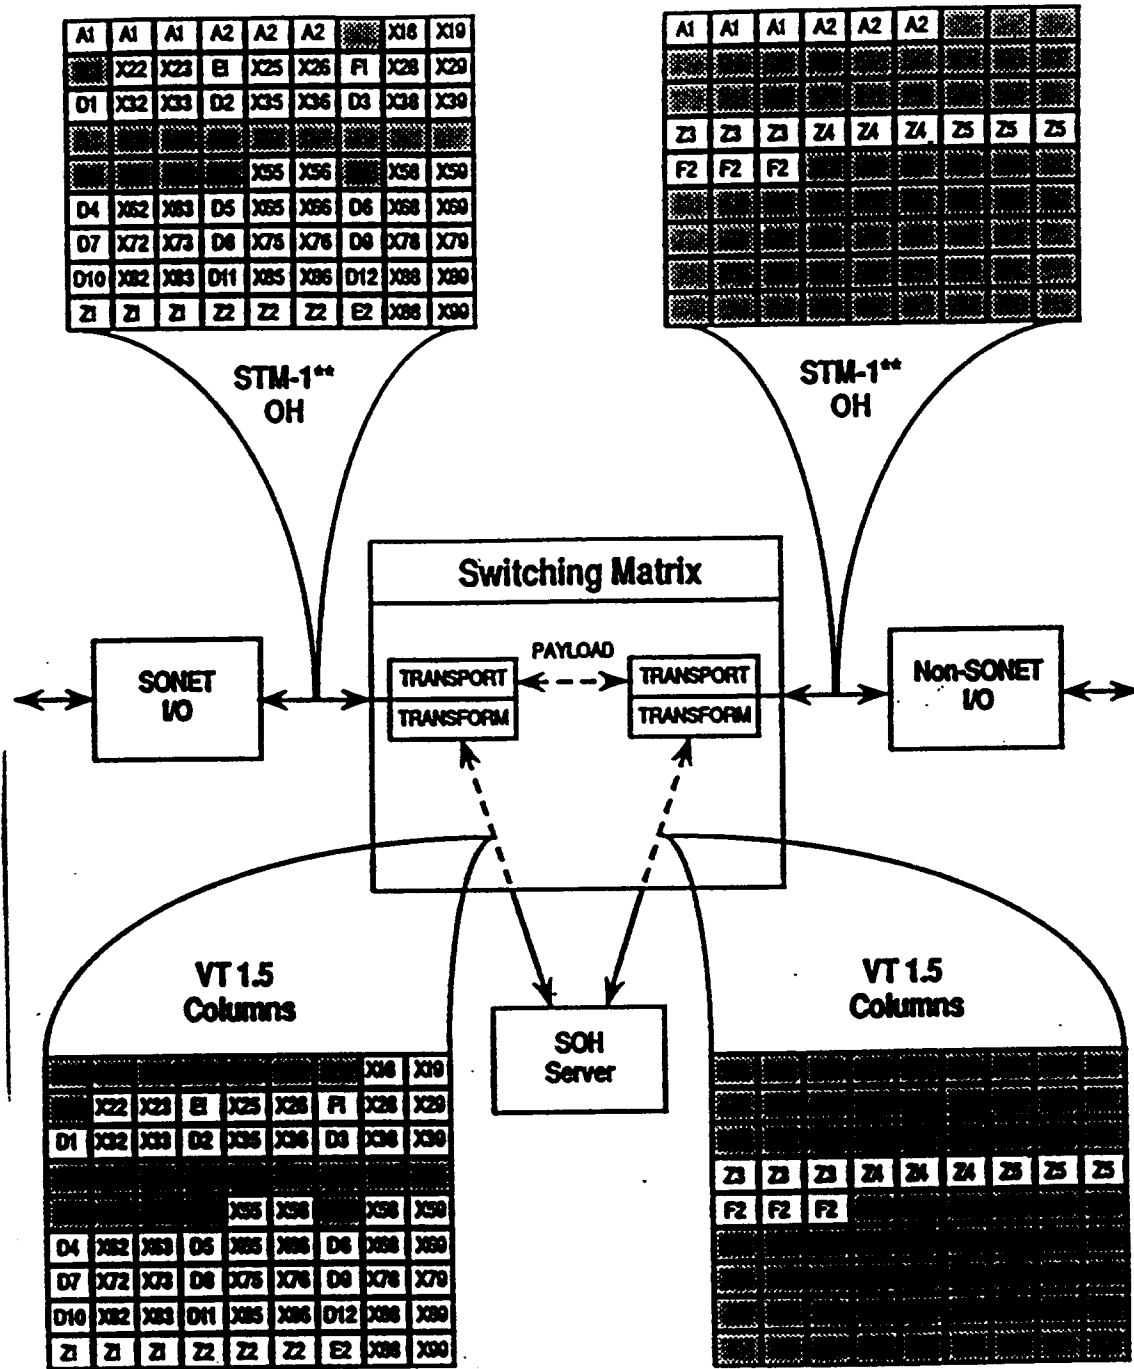 A1 A1 A1 A2 A2 A2 X18 X19
X22 X23 E1 X25 X26 F1 X28 X29
D1 X32 X33 D2 X35 X36 D3 X38 X39
X55 X56 X58 X59
D4 X62 X63 D5 X65 X66 D6 X68 X69
D7 X72 X73 D8 X75 X76 D9 X78 X79
D10 X82 X83 D11 X85 X86 D12 X88 X89
Z1 Z1 Z1 Z2 Z2 Z2 E2 X98 X99
A1 A1 A1 A2 A2 A2
Z3 Z3 Z3 Z4 Z4 Z4 Z5 Z5 Z5
F2 F2 F2
STM-1**
OH
STM-1**
OH
Switching Matrix
PAYLOAD
SONET
I/O
TRANSPORT
TRANSFORM
TRANSPORT
TRANSFORM
Non-SONET
I/O
VT 1.5
Columns
SOH
Server
VT 1.5
Columns
X18 X19
X22 X23 E1 X25 X26 F1 X28 X29
D1 X32 X33 D2 X35 X36 D3 X38 X39
X55 X56 X58 X59
D4 X62 X63 D5 X65 X66 D6 X68 X69
D7 X72 X73 D8 X75 X76 D9 X78 X79
D10 X82 X83 D11 X85 X86 D12 X88 X89
Z1 Z1 Z1 Z2 Z2 Z2 E2 X98 X99
Z3 Z3 Z3 Z4 Z4 Z4 Z5 Z5 Z5
F2 F2 F2